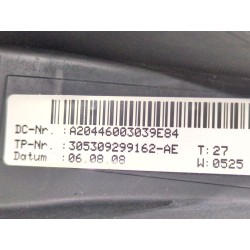 DC-Nr. :A20446003039E84
TP-Nr. :305309299162-AE T:27
Datum :06.08.08 W:0525